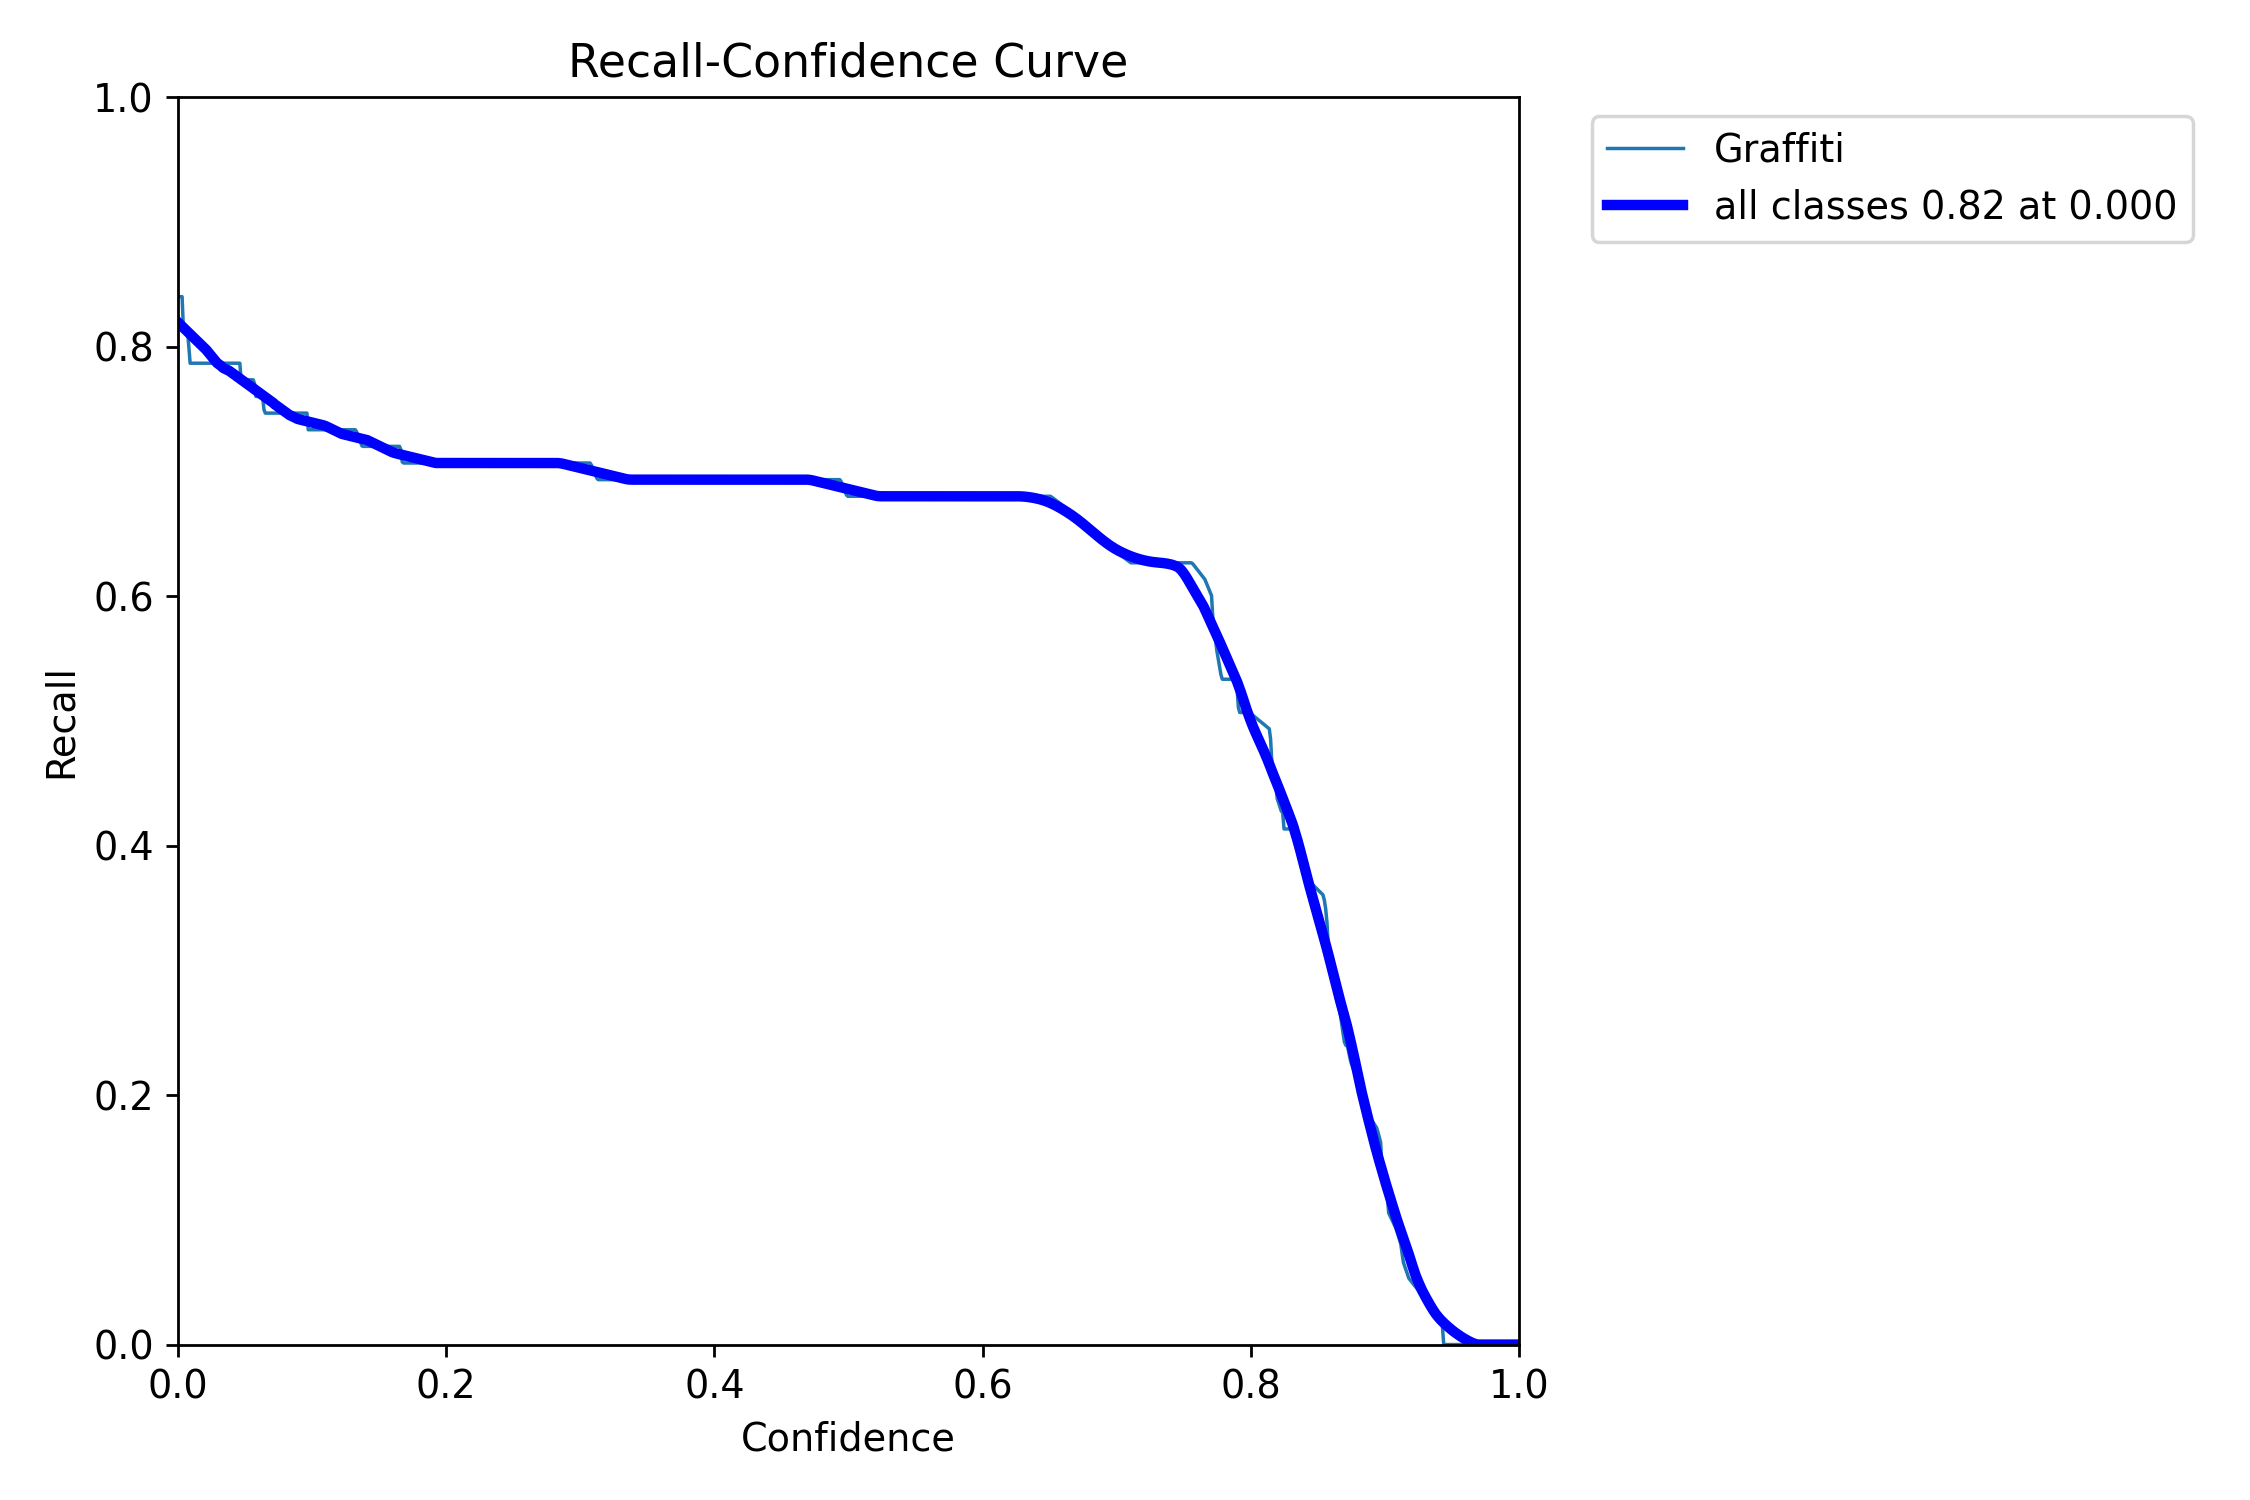 Recall-Confidence Curve
1.0
0.8
0.6
0.4
0.2
0.0
Recall
0.0 0.2 0.4 0.6 0.8 1.0
Confidence
Graffiti
all classes 0.82 at 0.000